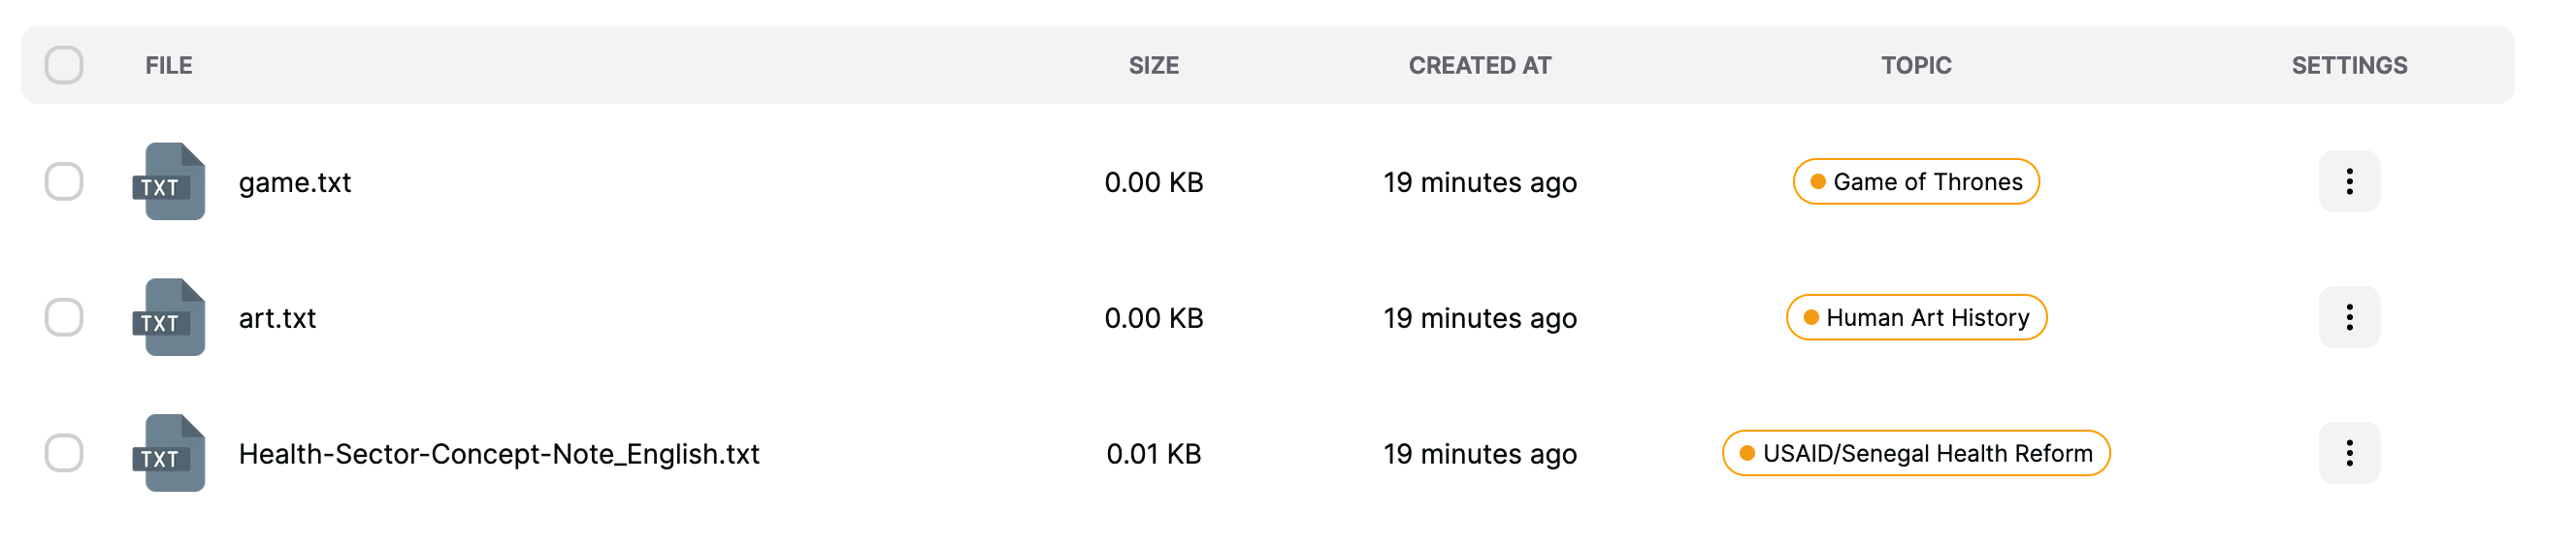 FILE SIZE CREATED AT TOPIC SETTINGS
TXT game.txt 0.00 KB 19 minutes ago Game of Thrones
TXT art.txt 0.00 KB 19 minutes ago Human Art History
TXT Health-Sector-Concept-Note_English.txt 0.01 KB 19 minutes ago USAID/Senegal Health Reform